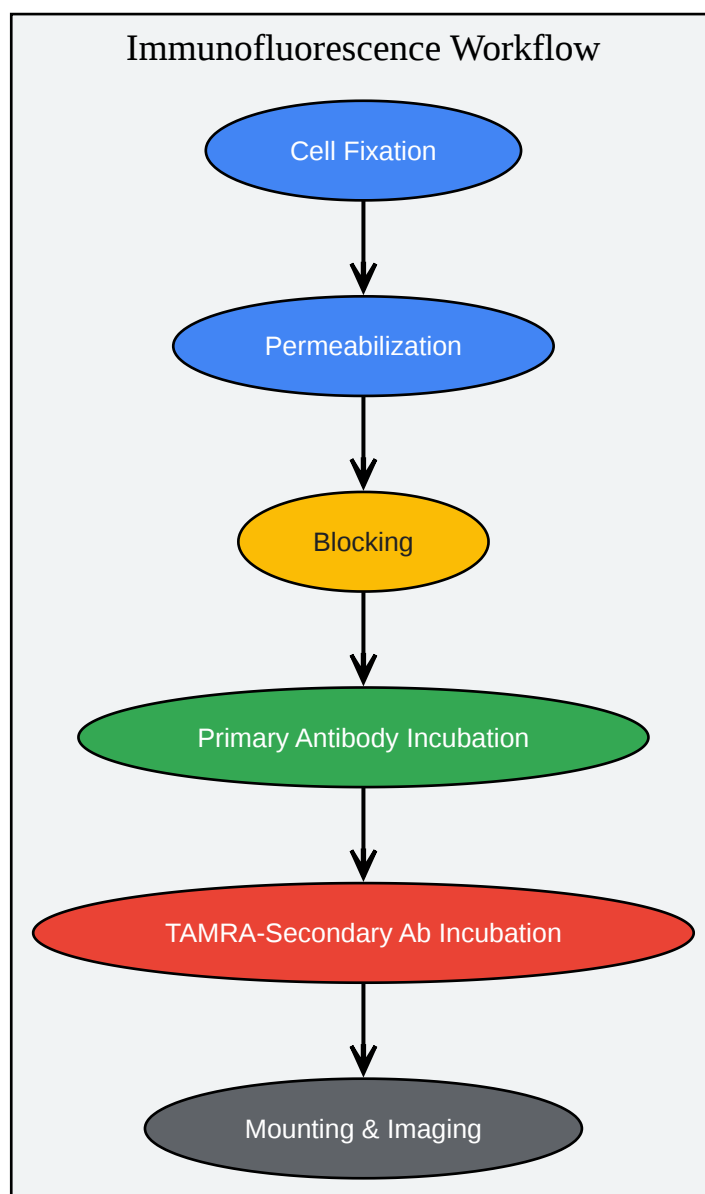 Immunofluorescence Workflow
Cell Fixation
Permeabilization
Blocking
Primary Antibody Incubation
TAMRA-Secondary Ab Incubation
Mounting & Imaging